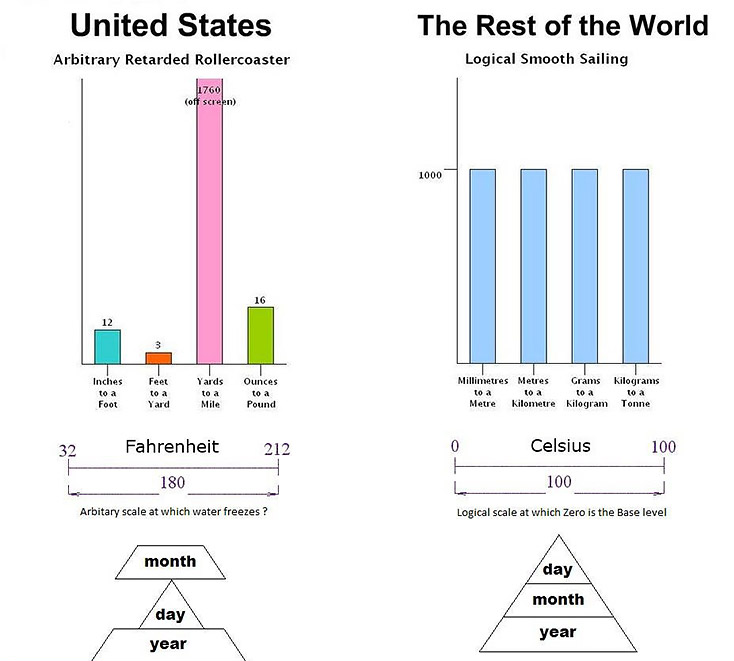 United States
Arbitrary Retarded Rollercoaster
1760
(off screen)
12
3
16
Inches
to a
Foot
Feet
to a
Yard
Yards
to a
Mile
Ounces
to a
Pound
32
Fahrenheit
212
180
Arbitary scale at which water freezes ?
month
day
year
The Rest of the World
Logical Smooth Sailing
1000
Millimetres
to a
Metre
Metres
to a
Kilometre
Grams
to a
Kilogram
Kilograms
to a
Tonne
0
Celsius
100
100
Logical scale at which Zero is the Base level
day
month
year